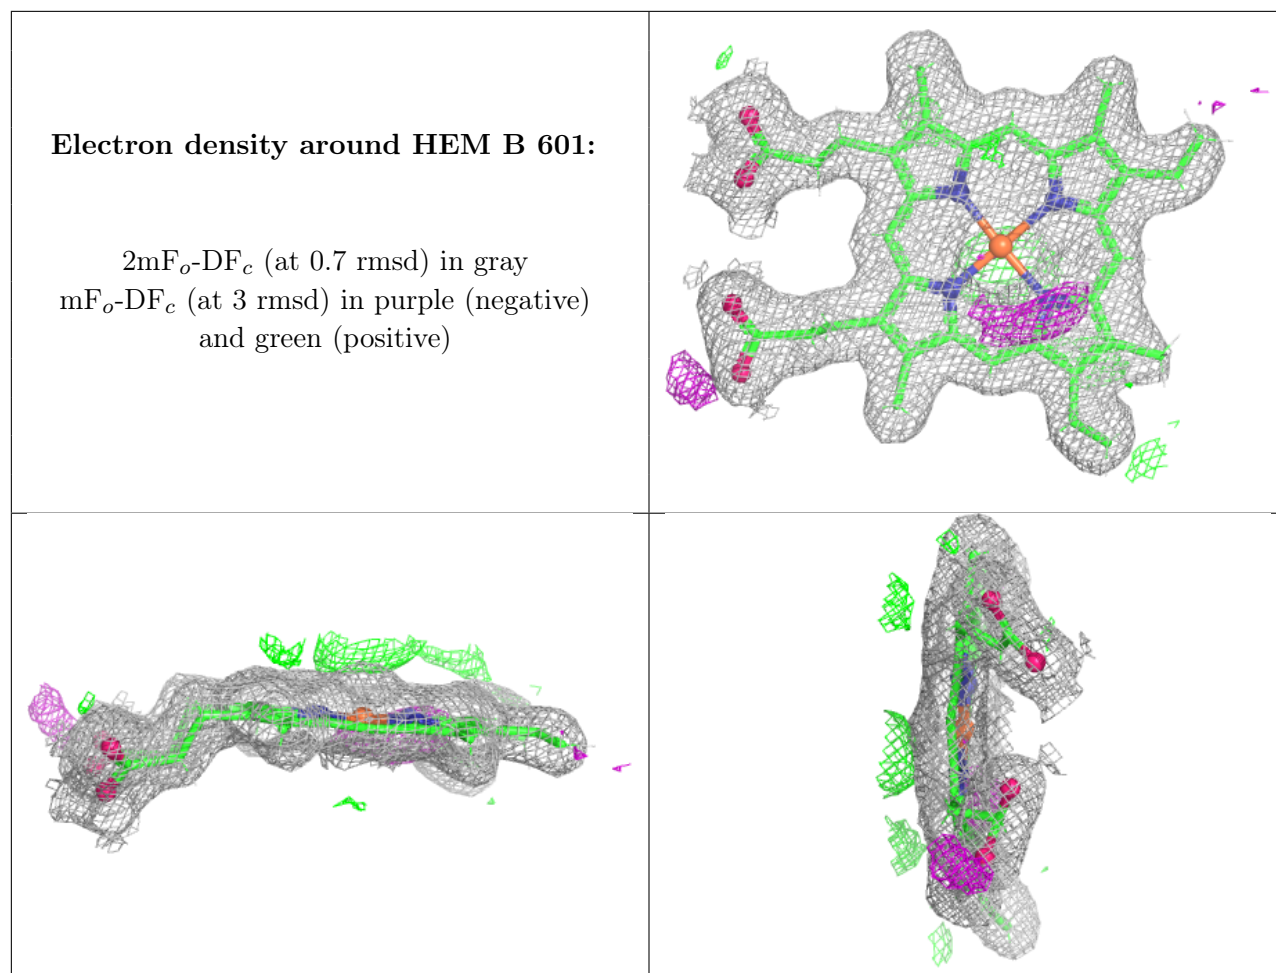 Electron density around HEM B 601:
2mFo-DFc (at 0.7 rmsd) in gray
mFo-DFc (at 3 rmsd) in purple (negative)
and green (positive)